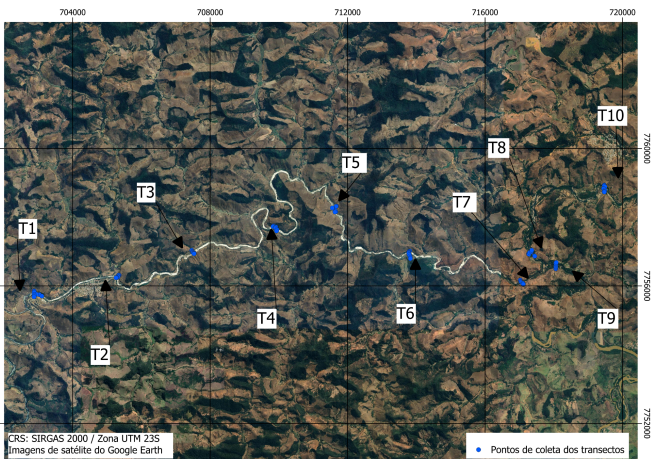 704000 708000 712000 716000 720000
T10
T8
7760000
T5
T3
T7
T1
T4
T6
T9
7756000
T2
7752000
CRS: SIRGAS 2000 / Zona UTM 23S
Imagens de satélite do Google Earth
Pontos de coleta dos transectos